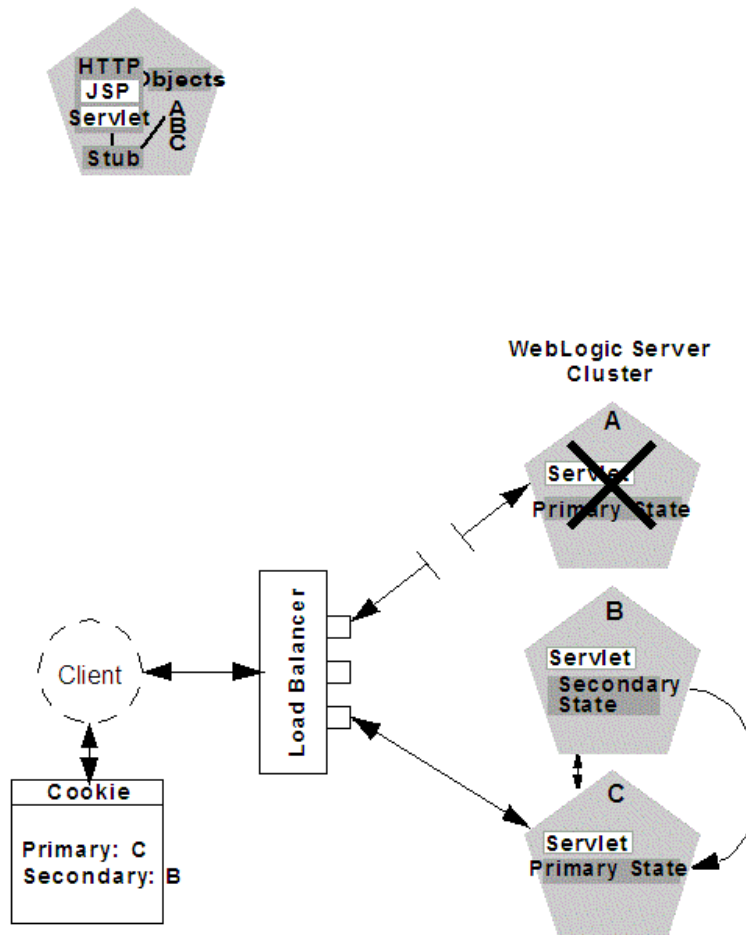 HTTP
Objects
JSP
Servlet
A
B
C
Stub
WebLogic Server
Cluster
A
Servlet
Primary State
B
Servlet
Secondary
State
Load Balancer
Client
Cookie
Primary: C
Secondary: B
C
Servlet
Primary State